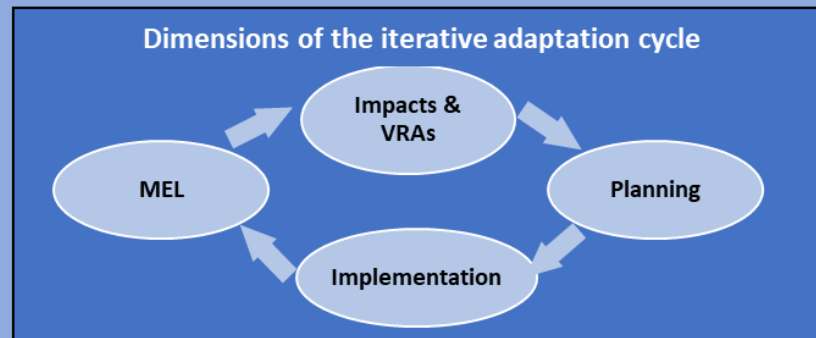 Dimensions of the iterative adaptation cycle
Impacts &
VRAs
MEL
Planning
Implementation